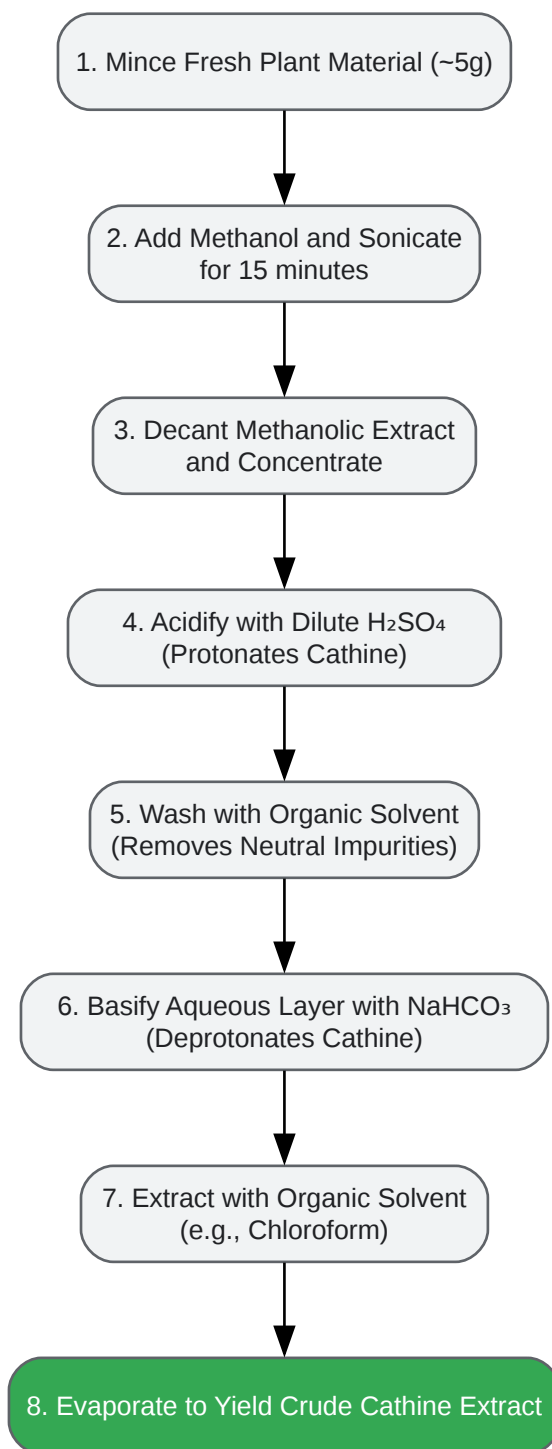 1. Mince Fresh Plant Material (~5g)
2. Add Methanol and Sonicate
for 15 minutes
3. Decant Methanolic Extract
and Concentrate
4. Acidify with Dilute H₂SO₄
(Protonates Cathine)
5. Wash with Organic Solvent
(Removes Neutral Impurities)
6. Basify Aqueous Layer with NaHCO₃
(Deprotonates Cathine)
7. Extract with Organic Solvent
(e.g., Chloroform)
8. Evaporate to Yield Crude Cathine Extract